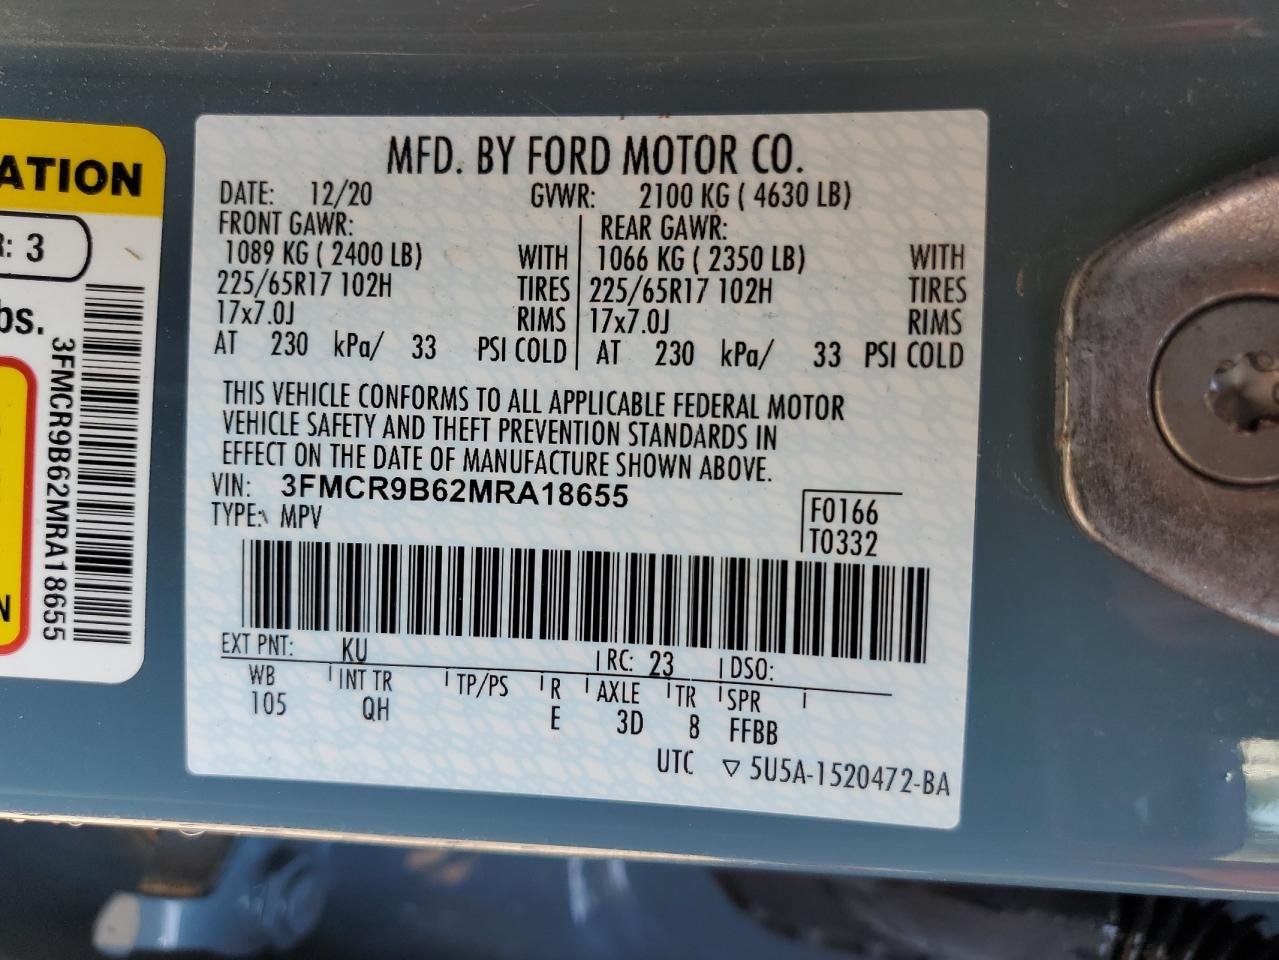 ATION
R: 3
bs.
3FMCR9B62MRA18655
N
MFD. BY FORD MOTOR CO.
DATE: 12/20 GVWR: 2100 KG ( 4630 LB)
FRONT GAWR: REAR GAWR:
1089 KG ( 2400 LB) WITH 1066 KG ( 2350 LB) WITH
225/65R17 102H TIRES 225/65R17 102H TIRES
17x7.0J RIMS 17x7.0J RIMS
AT 230 kPa/ 33 PSI COLD AT 230 kPa/ 33 PSI COLD
THIS VEHICLE CONFORMS TO ALL APPLICABLE FEDERAL MOTOR
VEHICLE SAFETY AND THEFT PREVENTION STANDARDS IN
EFFECT ON THE DATE OF MANUFACTURE SHOWN ABOVE.
VIN: 3FMCR9B62MRA18655
TYPE: MPV
F0166
T0332
EXT PNT: KU RC: 23 DSO:
WB INT TR TP/PS R AXLE TR SPR
105 QH E 3D 8 FFBB
UTC ▽ 5U5A-1520472-BA